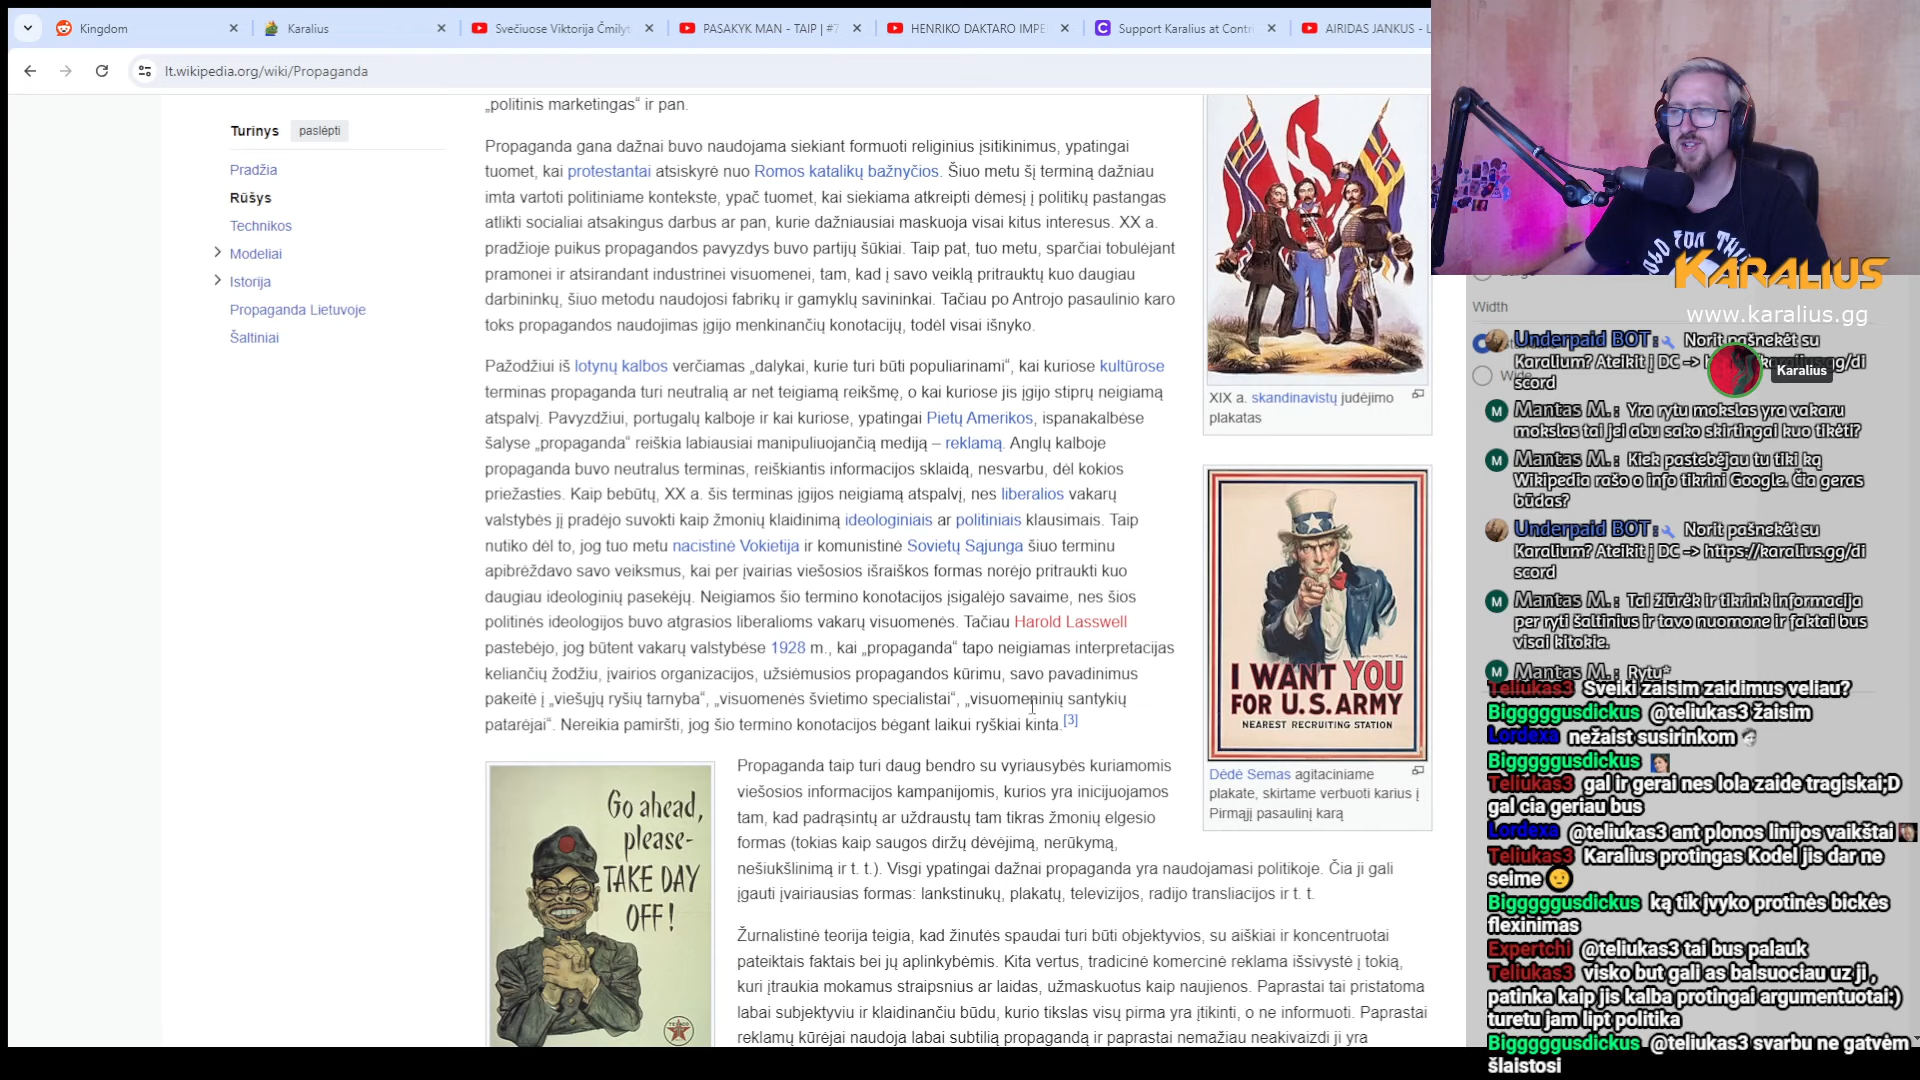 Kingdom
Karalius
Svečiuose Viktorija Čmilyt
PASAKYK MAN - TAIP | #7
HENRIKO DAKTARO IMPE
Support Karalius at Contr
AIRIDAS JANKUS - L
lt.wikipedia.org/wiki/Propaganda
Turinys
paslėpti
Pradžia
Rūšys
Technikos
Modeliai
Istorija
Propaganda Lietuvoje
Šaltiniai
„politinis marketingas“ ir pan.
Propaganda gana dažnai buvo naudojama siekiant formuoti religinius įsitikinimus, ypatingai
tuomet, kai protestantai atsiskyrė nuo Romos katalikų bažnyčios. Šiuo metu šį terminą dažniau
imta vartoti politiniame kontekste, ypač tuomet, kai siekiama atkreipti dėmesį į politikų pastangas
atlikti socialiai atsakingus darbus ar pan, kurie dažniausiai maskuoja visai kitus interesus. XX a.
pradžioje puikus propagandos pavyzdys buvo partijų šūkiai. Taip pat, tuo metu, sparčiai tobulėjant
pramonei ir atsirandant industrinei visuomenei, tam, kad į savo veiklą pritrauktų kuo daugiau
darbininkų, šiuo metodu naudojosi fabrikų ir gamyklų savininkai. Tačiau po Antrojo pasaulinio karo
toks propagandos naudojimas įgijo menkinančių konotacijų, todėl visai išnyko.
Pažodžiui iš lotynų kalbos verčiamas „dalykai, kurie turi būti populiarinami“, kai kuriose kultūrose
terminas propaganda turi neutralią ar net teigiamą reikšmę, o kai kuriose jis įgijo stiprų neigiamą
atspalvį. Pavyzdžiui, portugalų kalboje ir kai kuriose, ypatingai Pietų Amerikos, ispanakalbėse
šalyse „propaganda“ reiškia labiausiai manipuliuojančią mediją – reklamą. Anglų kalboje
propaganda buvo neutralus terminas, reiškiantis informacijos sklaidą, nesvarbu, dėl kokios
priežasties. Kaip bebūtų, XX a. šis terminas įgijos neigiamą atspalvį, nes liberalios vakarų
valstybės jį pradėjo suvokti kaip žmonių klaidinimą ideologiniais ar politiniais klausimais. Taip
nutiko dėl to, jog tuo metu nacistinė Vokietija ir komunistinė Sovietų Sąjunga šiuo terminu
apibrėždavo savo veiksmus, kai per įvairias viešosios išraiškos formas norėjo pritraukti kuo
daugiau ideologinių pasekėjų. Neigiamos šio termino konotacijos įsigalėjo savaime, nes šios
politinės ideologijos buvo atgrasios liberalioms vakarų visuomenės. Tačiau Harold Lasswell
pastebėjo, jog būtent vakarų valstybėse 1928 m., kai „propaganda“ tapo neigiamas interpretacijas
keliančių žodžiu, įvairios organizacijos, užsiėmusios propagandos kūrimu, savo pavadinimus
pakeitė į „viešųjų ryšių tarnyba“, „visuomenės švietimo specialistai“, „visuomeninių santykių
patarėjai“. Nereikia pamiršti, jog šio termino konotacijos bėgant laikui ryškiai kinta.[3]
XIX a. skandinavistų judėjimo
plakatas
I WANT YOU
FOR U.S. ARMY
NEAREST RECRUITING STATION
Dėdė Semas agitaciniame
plakate, skirtame verbuoti karius į
Pirmąjį pasaulinį karą
Go ahead,
please-
TAKE DAY
OFF!
TEXACO
Propaganda taip turi daug bendro su vyriausybės kuriamomis
viešosios informacijos kampanijomis, kurios yra inicijuojamos
tam, kad padrąsintų ar uždraustų tam tikras žmonių elgesio
formas (tokias kaip saugos diržų dėvėjimą, nerūkymą,
nešiukšlinimą ir t. t.). Visgi ypatingai dažnai propaganda yra naudojamasi politikoje. Čia ji gali
įgauti įvairiausias formas: lankstinukų, plakatų, televizijos, radijo transliacijos ir t. t.
Žurnalistinė teorija teigia, kad žinutės spaudai turi būti objektyvios, su aiškiai ir koncentruotai
pateiktais faktais bei jų aplinkybėmis. Kita vertus, tradicinė komercinė reklama išsivystė į tokią,
kuri įtraukia mokamus straipsnius ar laidas, užmaskuotus kaip naujienos. Paprastai tai pristatoma
labai subjektyviu ir klaidinančiu būdu, kurio tikslas visų pirma yra įtikinti, o ne informuoti. Paprastai
reklamų kūrėjai naudoja labai subtilią propagandą ir paprastai nemažiau neakivaizdi ji yra
KARALIUS
www.karalius.gg
Width
Wide
Karalius
Underpaid BOT: Norit pašnekėt su
Karalium? Ateikit į DC -> karalius.gg/di
scord
Mantas M.: Yra rytu mokslas yra vakaru
mokslas tai jei abu sako skirtingai kuo tikėti?
Mantas M.: Kiek pastebėjau tu tiki ką
Wikipedia rašo o info tikrini Google. Čia geras
būdas?
Underpaid BOT: Norit pašnekėt su
Karalium? Ateikit į DC -> https://karalius.gg/di
scord
Mantas M.: Tai žiūrėk ir tikrink informacija
per ryti šaltinius ir tavo nuomone ir faktai bus
visai kitokie.
Mantas M.: Rytu*
Teliukas3 Sveiki zaisim zaidimus veliau?
Bigggggusdickus @teliukas3 žaisim
Lordexa nežaist susirinkom
Bigggggusdickus
Teliukas3 gal ir gerai nes lola zaide tragiskai;D
gal cia geriau bus
Lordexa @teliukas3 ant plonos linijos vaikštai
Teliukas3 Karalius protingas Kodel jis dar ne
seime
Bigggggusdickus ką tik įvyko protinės bickės
flexinimas
Expertchi @teliukas3 tai bus palauk
Teliukas3 visko but gali as balsuociau uz ji ,
patinka kaip jis kalba protingai argumentuotai:)
turetu jam lipt politika
Bigggggusdickus @teliukas3 svarbu ne gatvėm
šlaistosi